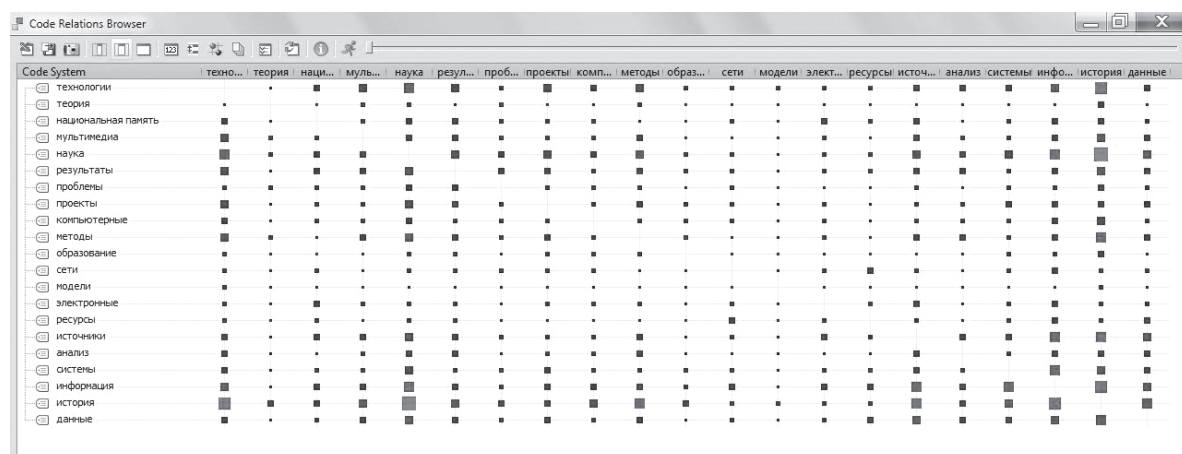 Code Relations Browser
123
Code System техно... теория наци... муль... наука резул... проб... проекты комп... методы образ... сети модели элект... ресурсы источ... анализ системы инфо... история данные
технологии
теория
национальная память
мультимедиа
наука
результаты
проблемы
проекты
компьютерные
методы
образование
сети
модели
электронные
ресурсы
источники
анализ
системы
информация
история
данные